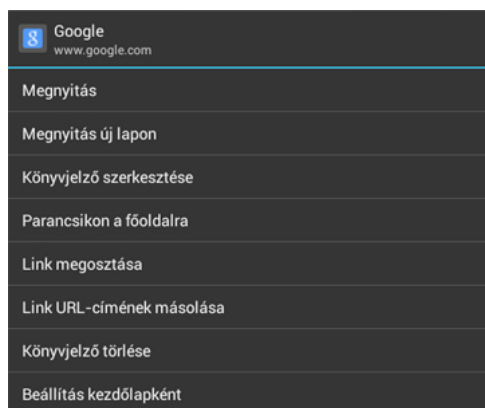 Google
www.google.com
Megnyitás
Megnyitás új lapon
Könyvjelző szerkesztése
Parancsikon a főoldalra
Link megosztása
Link URL-címének másolása
Könyvjelző törlése
Beállítás kezdőlapként